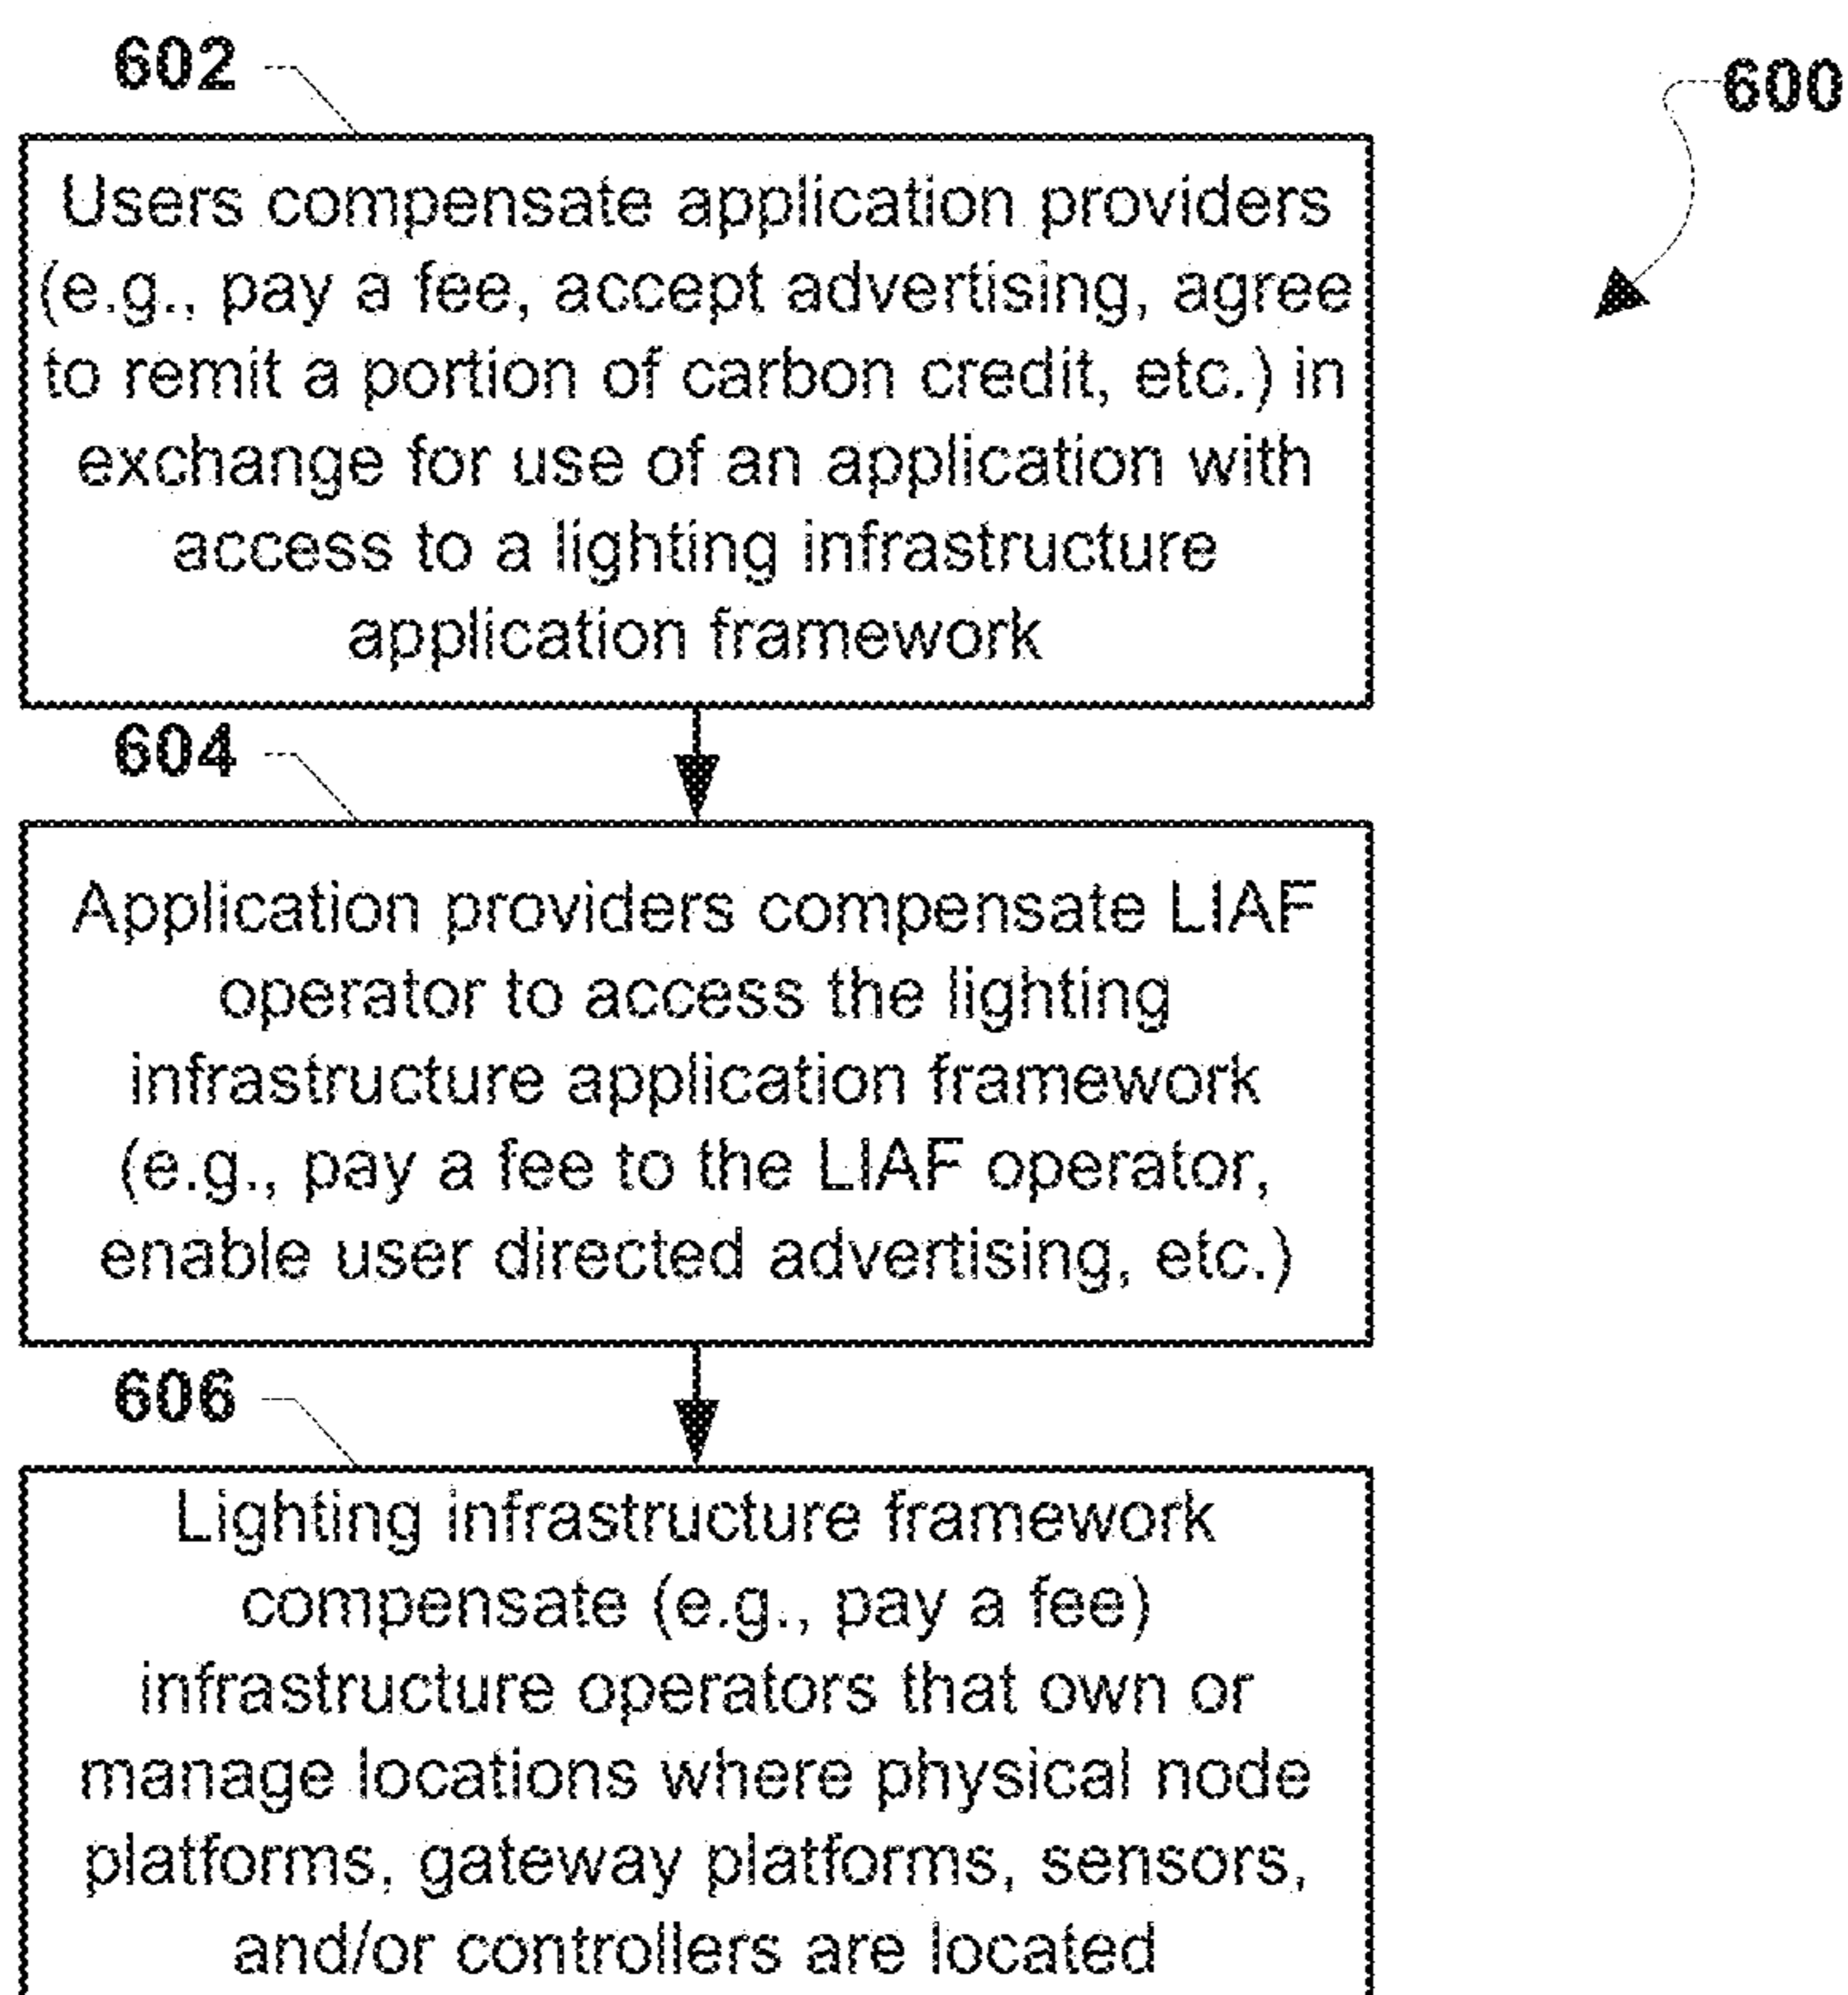 602
600
Users compensate application providers
(e.g., pay a fee, accept advertising, agree
to remit a portion of carbon credit, etc.) in
exchange for use of an application with
access to a lighting infrastructure
application framework
604
Application providers compensate LIAF
operator to access the lighting
infrastructure application framework
(e.g., pay a fee to the LIAF operator,
enable user directed advertising, etc.)
606
Lighting infrastructure framework
compensate (e.g., pay a fee)
infrastructure operators that own or
manage locations where physical node
platforms, gateway platforms, sensors,
and/or controllers are located